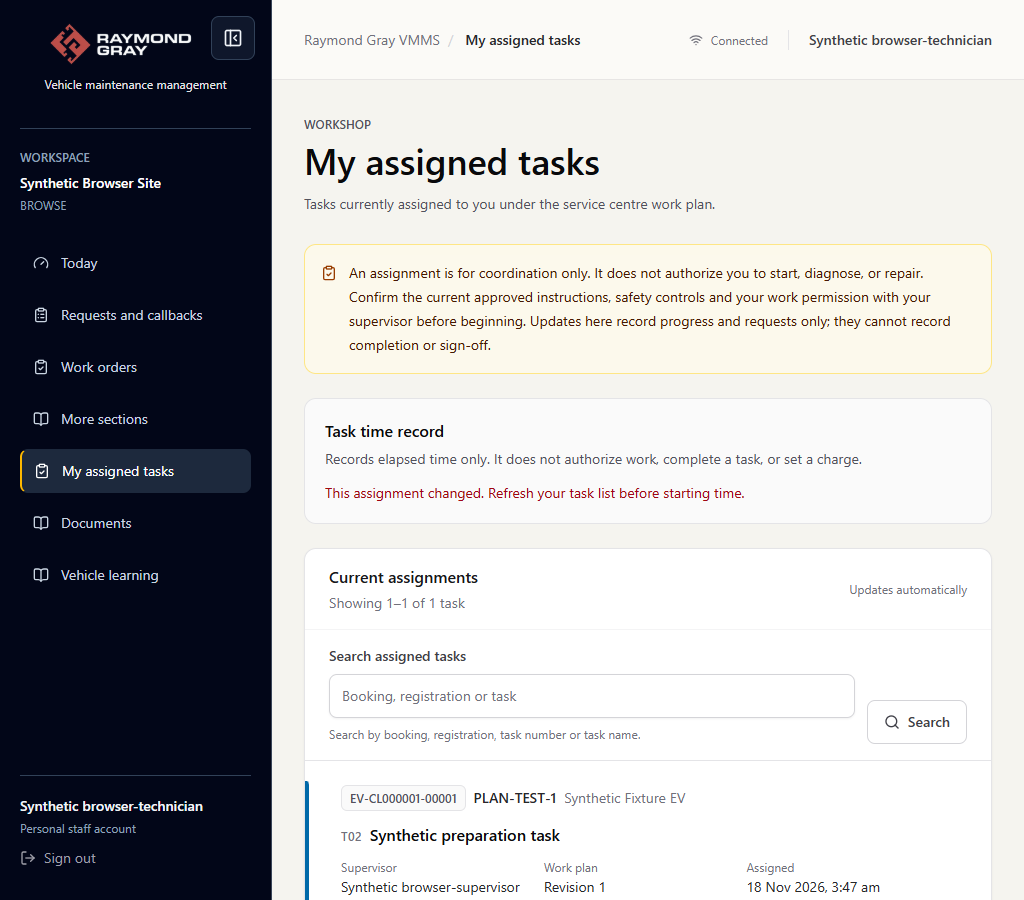 RAYMOND
GRAY
Vehicle maintenance management
WORKSPACE
Synthetic Browser Site
BROWSE
Today
Requests and callbacks
Work orders
More sections
My assigned tasks
Documents
Vehicle learning
Synthetic browser-technician
Personal staff account
Sign out
Raymond Gray VMMS / My assigned tasks
Connected
Synthetic browser-technician
WORKSHOP
My assigned tasks
Tasks currently assigned to you under the service centre work plan.
An assignment is for coordination only. It does not authorize you to start, diagnose, or repair.
Confirm the current approved instructions, safety controls and your work permission with your
supervisor before beginning. Updates here record progress and requests only; they cannot record
completion or sign-off.
Task time record
Records elapsed time only. It does not authorize work, complete a task, or set a charge.
This assignment changed. Refresh your task list before starting time.
Current assignments
Showing 1–1 of 1 task
Updates automatically
Search assigned tasks
Booking, registration or task
Search
Search by booking, registration, task number or task name.
EV-CL000001-00001 PLAN-TEST-1 Synthetic Fixture EV
T02 Synthetic preparation task
Supervisor Work plan Assigned
Synthetic browser-supervisor Revision 1 18 Nov 2026, 3:47 am